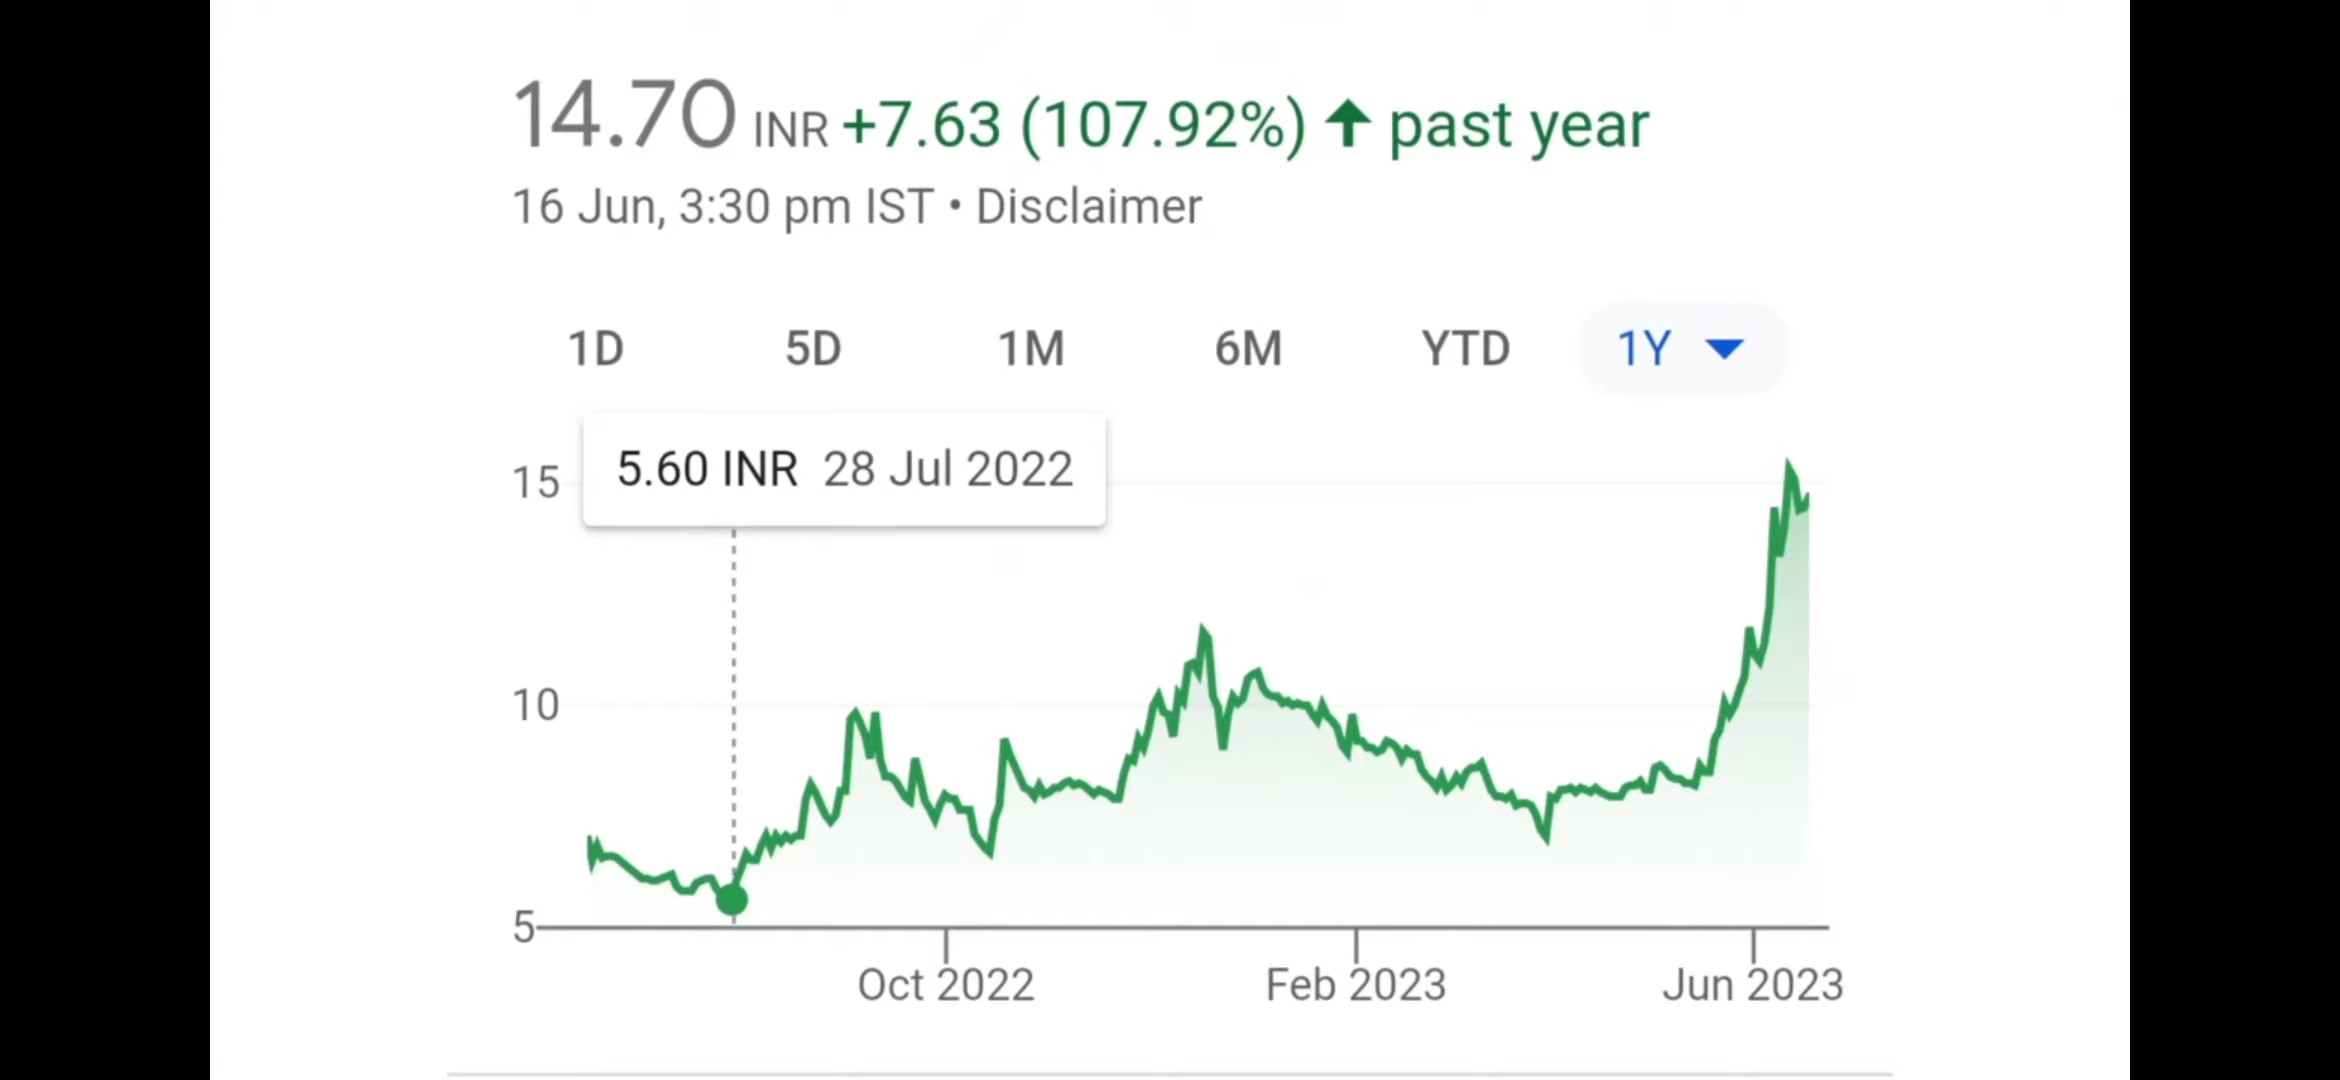 14.70 INR +7.63 (107.92%) ↑ past year
16 Jun, 3:30 pm IST • Disclaimer
1D 5D 1M 6M YTD 1Y
5.60 INR 28 Jul 2022
15
10
5
Oct 2022 Feb 2023 Jun 2023